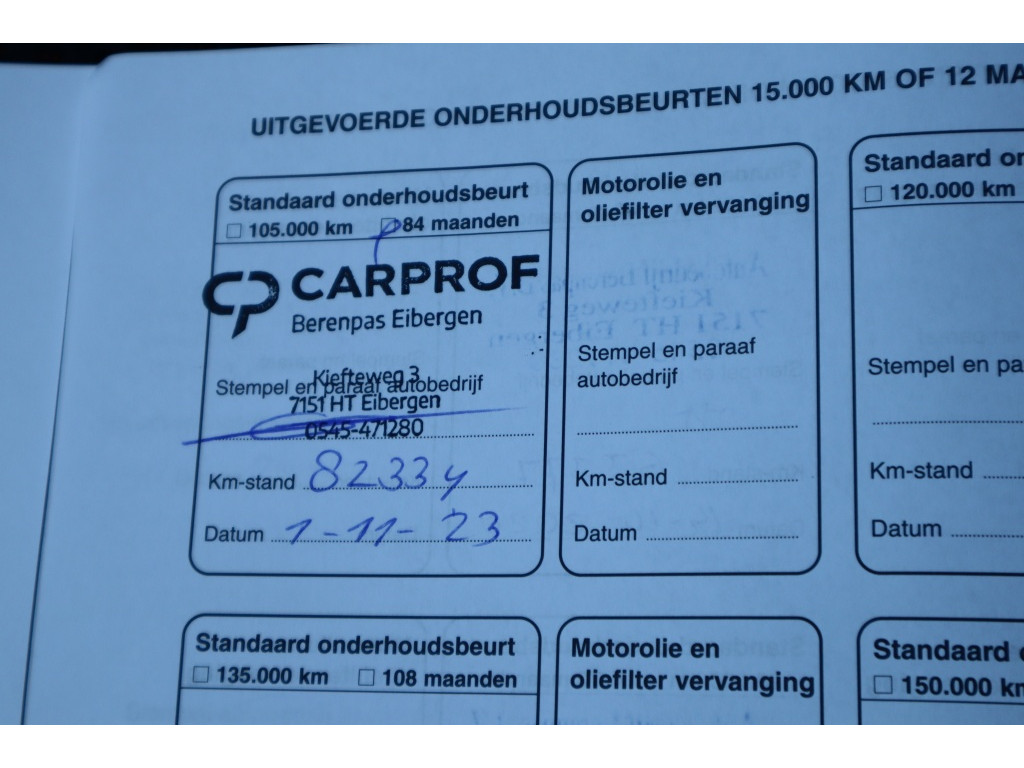 UITGEVOERDE ONDERHOUDSBEURTEN 15.000 KM OF 12 MA
Standaard onderhoudsbeurt
105.000 km 84 maanden
CARPROF
Berenpas Eibergen
Kiefteweg 3
Stempel en paraaf autobedrijf
7151 HT Eibergen
0545-471280
Km-stand 82334
Datum 1-11-23
Motorolie en
oliefilter vervanging
Stempel en paraaf
autobedrijf
Km-stand
Datum
Standaard on
120.000 km
Stempel en pa
Km-stand
Datum
Standaard onderhoudsbeurt
135.000 km 108 maanden
Motorolie en
oliefilter vervanging
Standaard o
150.000 km